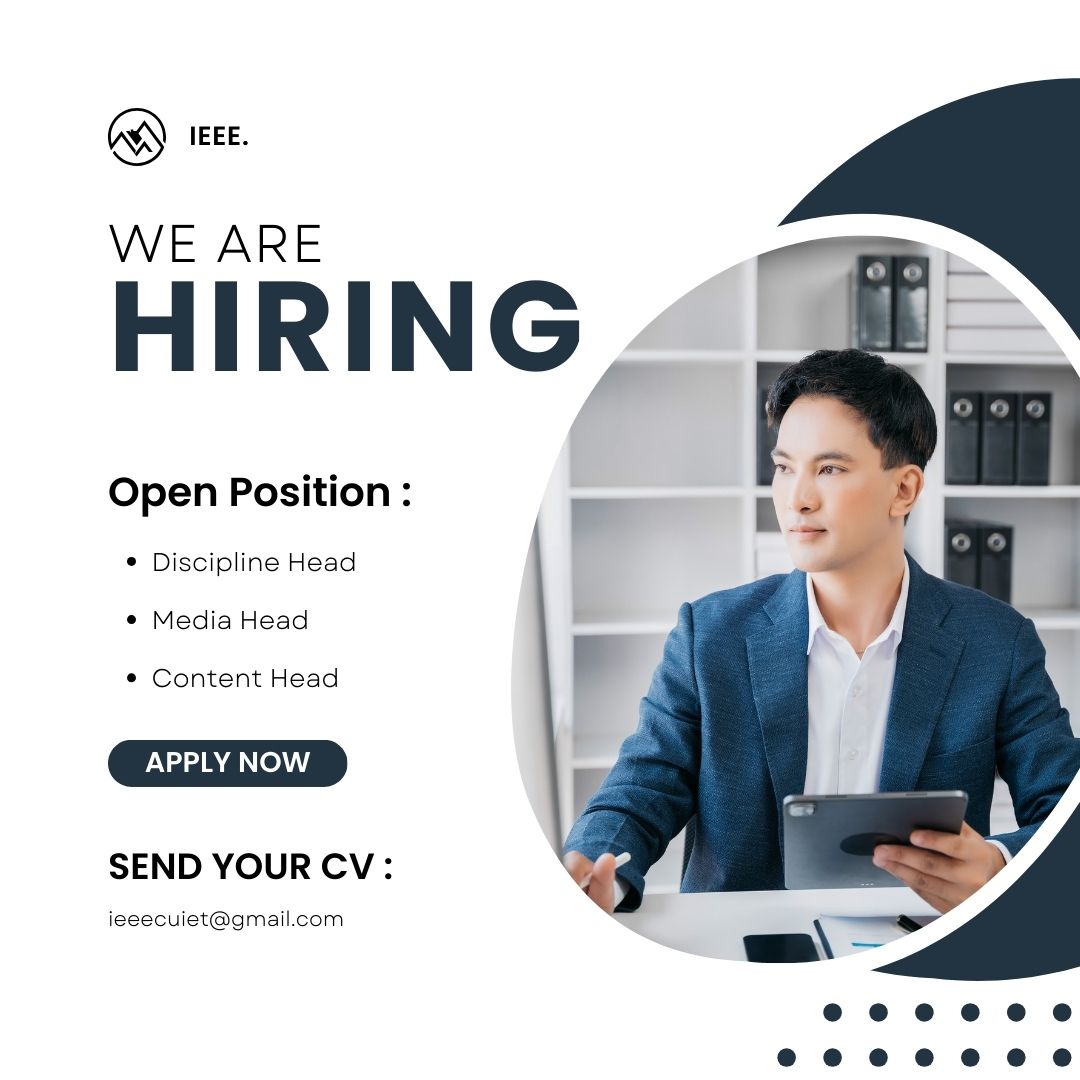 IEEE.
WE ARE
HIRING
Open Position :
• Discipline Head
• Media Head
• Content Head
APPLY NOW
SEND YOUR CV :
ieeecuiet@gmail.com